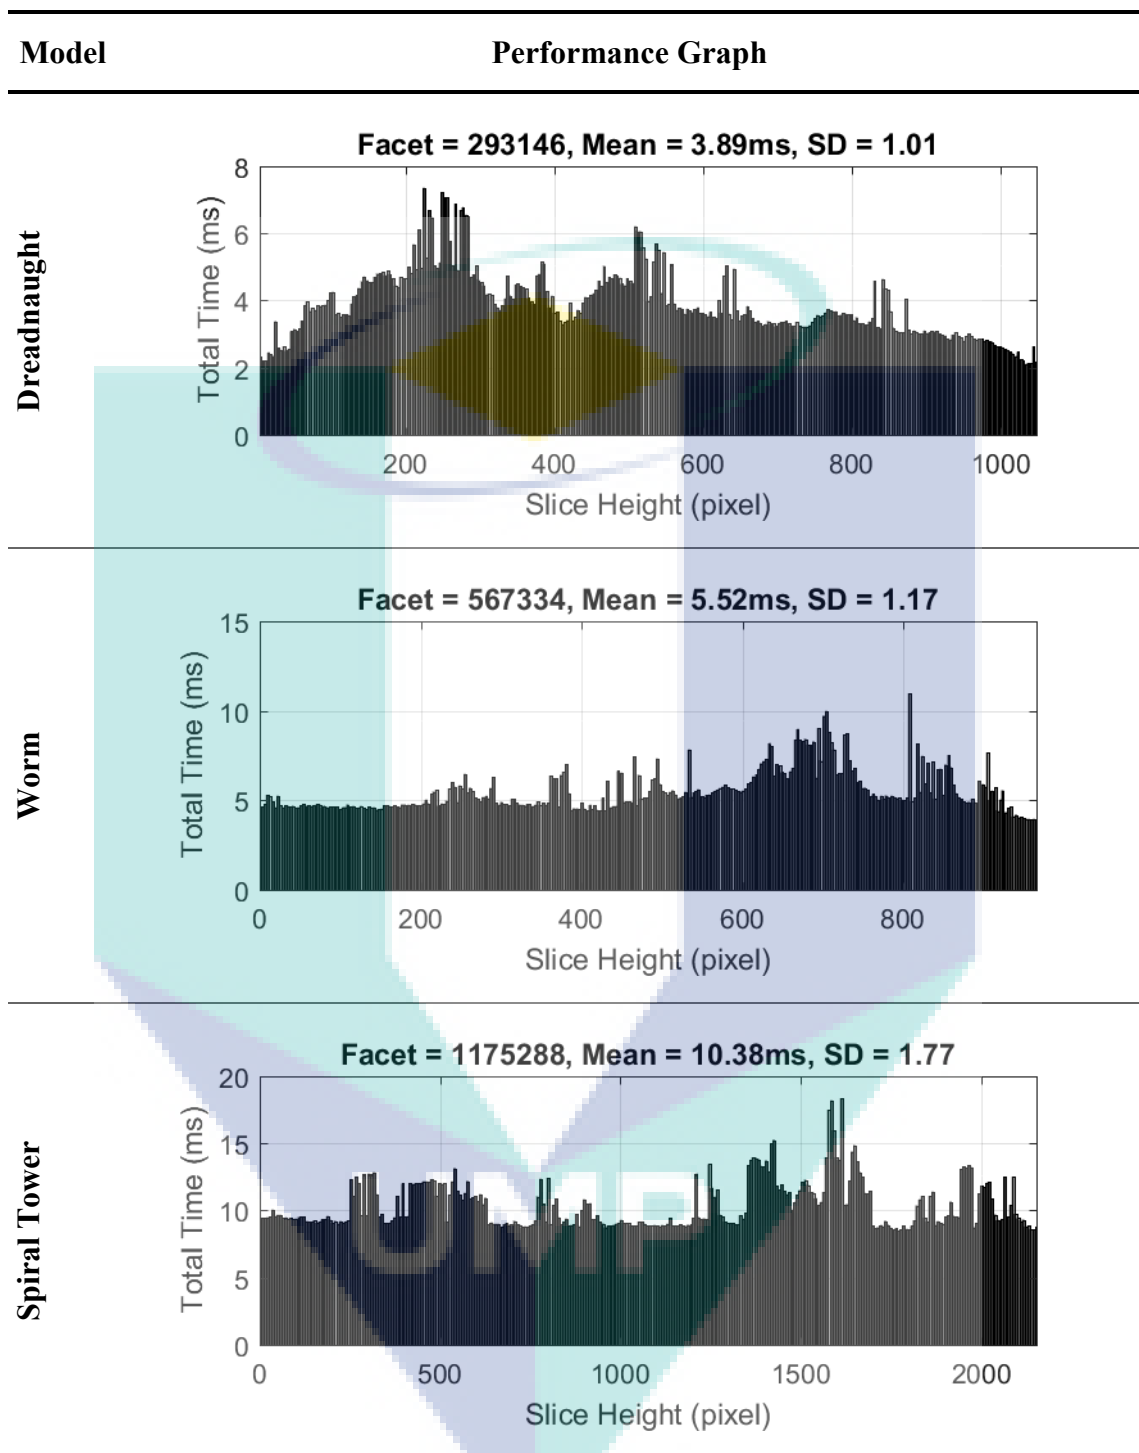 Model Performance Graph
Dreadnaught
Facet = 293146, Mean = 3.89ms, SD = 1.01
Total Time (ms)
8
6
4
2
0
200 400 600 800 1000
Slice Height (pixel)
Worm
Facet = 567334, Mean = 5.52ms, SD = 1.17
Total Time (ms)
15
10
5
0
0 200 400 600 800
Slice Height (pixel)
Spiral Tower
Facet = 1175288, Mean = 10.38ms, SD = 1.77
Total Time (ms)
20
15
10
5
0
0 500 1000 1500 2000
Slice Height (pixel)
UMP